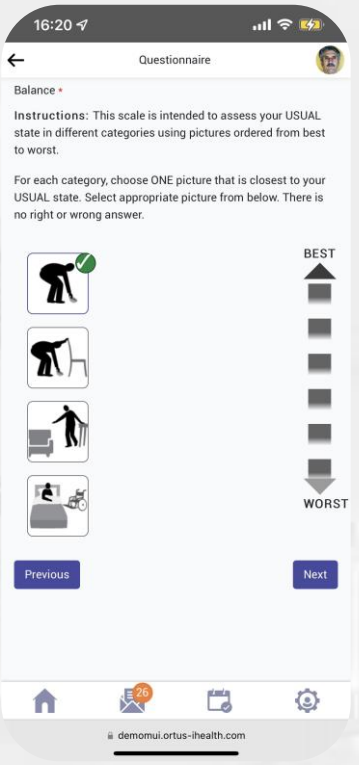 16:20
Questionnaire
Balance *
Instructions: This scale is intended to assess your USUAL
state in different categories using pictures ordered from best
to worst.
For each category, choose ONE picture that is closest to your
USUAL state. Select appropriate picture from below. There is
no right or wrong answer.
BEST
WORST
Previous
Next
26
demomui.ortus-ihealth.com